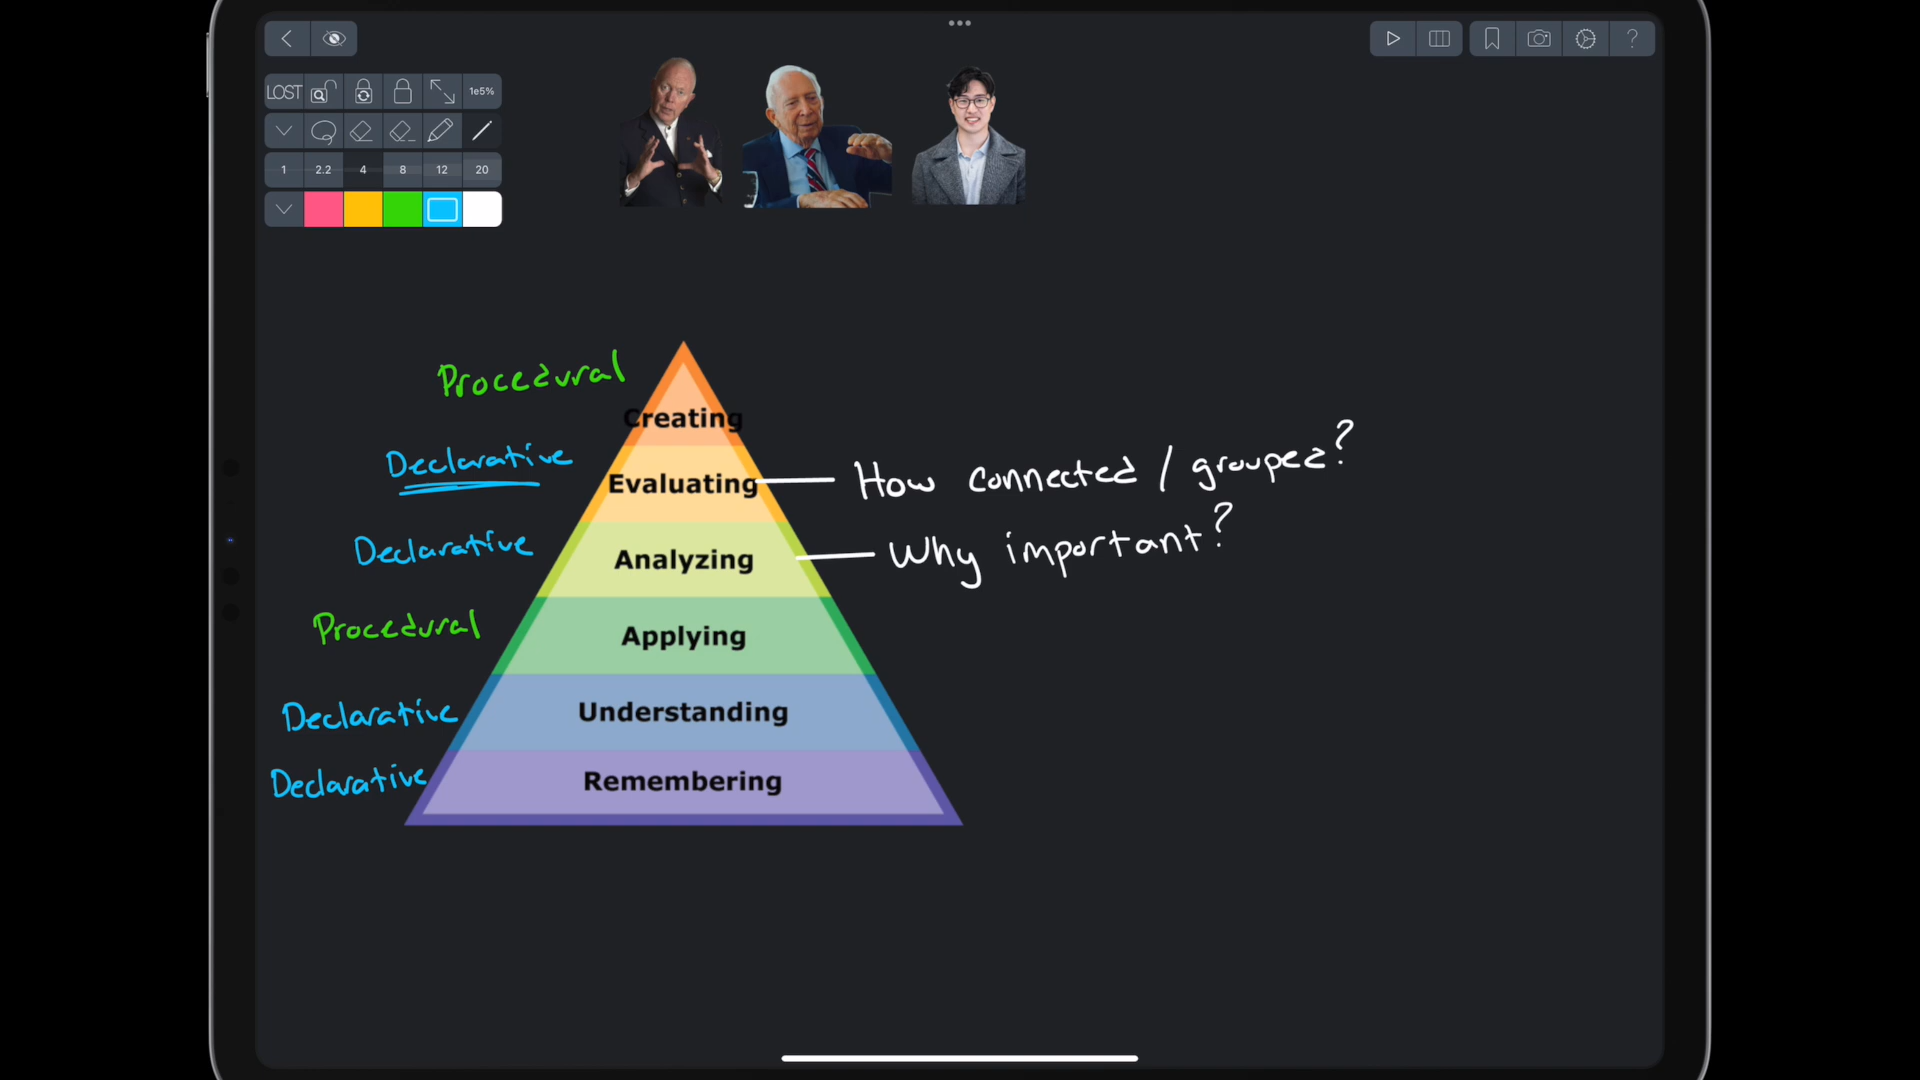 LOST 1e5%
1 2.2 4 8 12 20
?
Procedural
Creating
Declarative
Evaluating
How connected / grouped?
Declarative
Analyzing
Why important?
Procedural
Applying
Declarative
Understanding
Declarative
Remembering